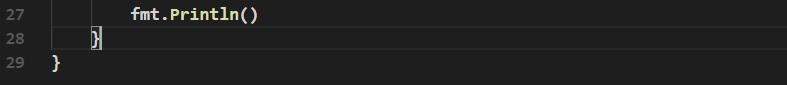 27 fmt.Println()
28 }
29 }